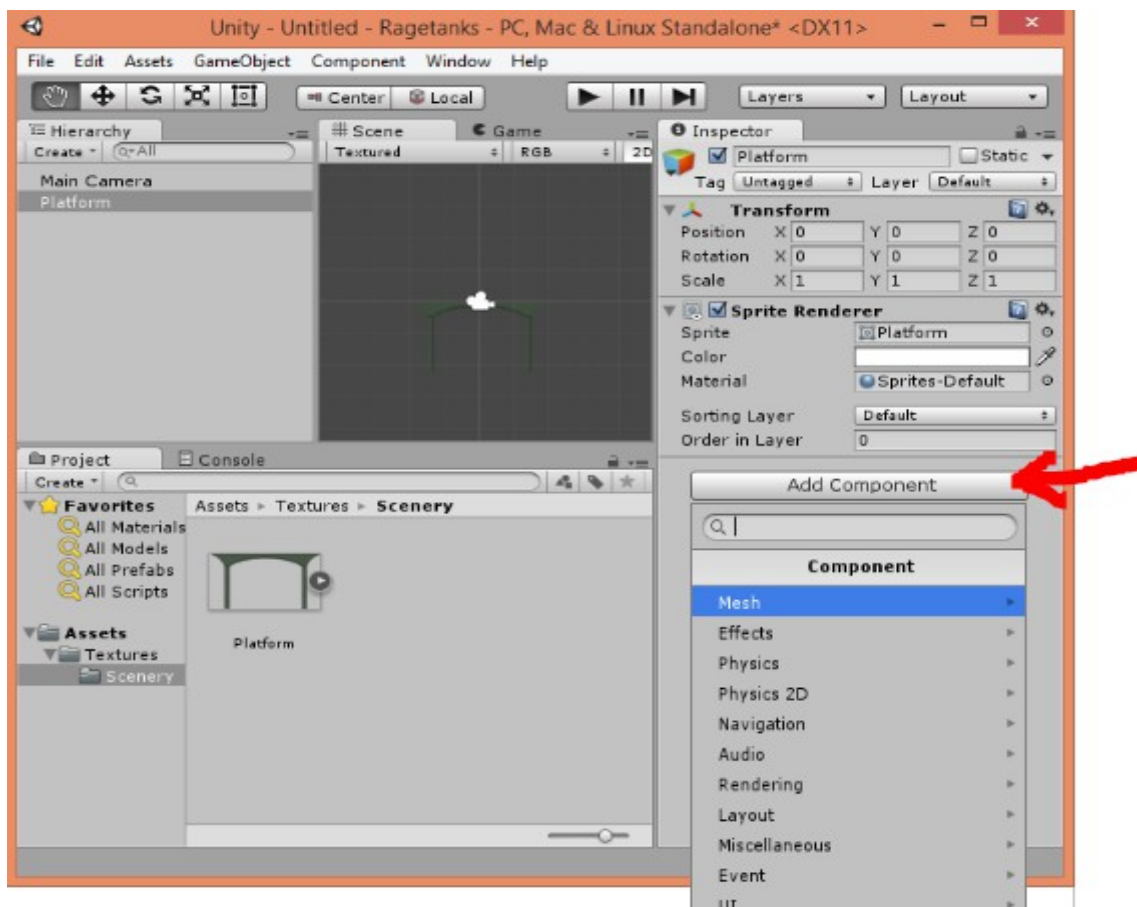 Unity - Untitled - Ragetanks - PC, Mac & Linux Standalone* <DX11>
File Edit Assets GameObject Component Window Help
Center Local Layers Layout
Hierarchy
Create All
Main Camera
Platform
Scene Game
Textured RGB 2D
Inspector
Platform Static
Tag Untagged Layer Default
Transform
Position X 0 Y 0 Z 0
Rotation X 0 Y 0 Z 0
Scale X 1 Y 1 Z 1
Sprite Renderer
Sprite Platform
Color
Material Sprites-Default
Sorting Layer Default
Order in Layer 0
Add Component
Component
Mesh
Effects
Physics
Physics 2D
Navigation
Audio
Rendering
Layout
Miscellaneous
Event
UI
Project Console
Create
Favorites
All Materials
All Models
All Prefabs
All Scripts
Assets
Textures
Scenery
Assets Textures Scenery
Platform